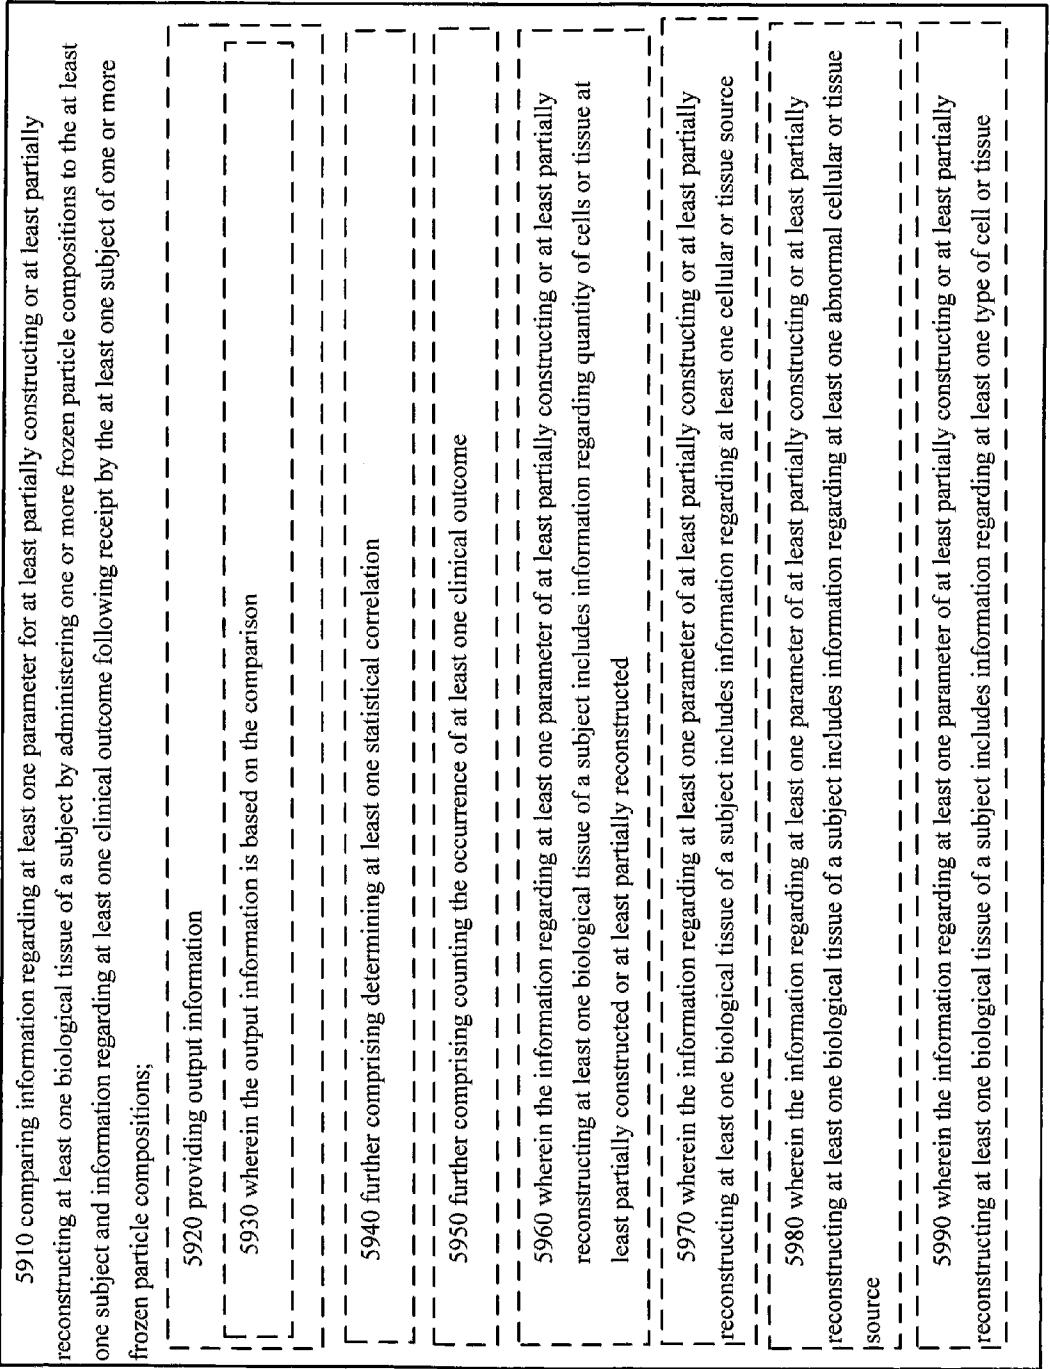 5910 comparing information regarding at least one parameter for at least partially constructing or at least partially
reconstructing at least one biological tissue of a subject by administering one or more frozen particle compositions to the at least
one subject and information regarding at least one clinical outcome following receipt by the at least one subject of one or more
frozen particle compositions;
5920 providing output information
5930 wherein the output information is based on the comparison
5940 further comprising determining at least one statistical correlation
5950 further comprising counting the occurrence of at least one clinical outcome
5960 wherein the information regarding at least one parameter of at least partially constructing or at least partially
reconstructing at least one biological tissue of a subject includes information regarding quantity of cells or tissue at
least partially constructed or at least partially reconstructed
5970 wherein the information regarding at least one parameter of at least partially constructing or at least partially
reconstructing at least one biological tissue of a subject includes information regarding at least one cellular or tissue source
5980 wherein the information regarding at least one parameter of at least partially constructing or at least partially
reconstructing at least one biological tissue of a subject includes information regarding at least one abnormal cellular or tissue
source
5990 wherein the information regarding at least one parameter of at least partially constructing or at least partially
reconstructing at least one biological tissue of a subject includes information regarding at least one type of cell or tissue